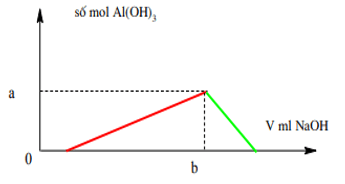 số mol Al(OH)3
a
V ml NaOH
0
b